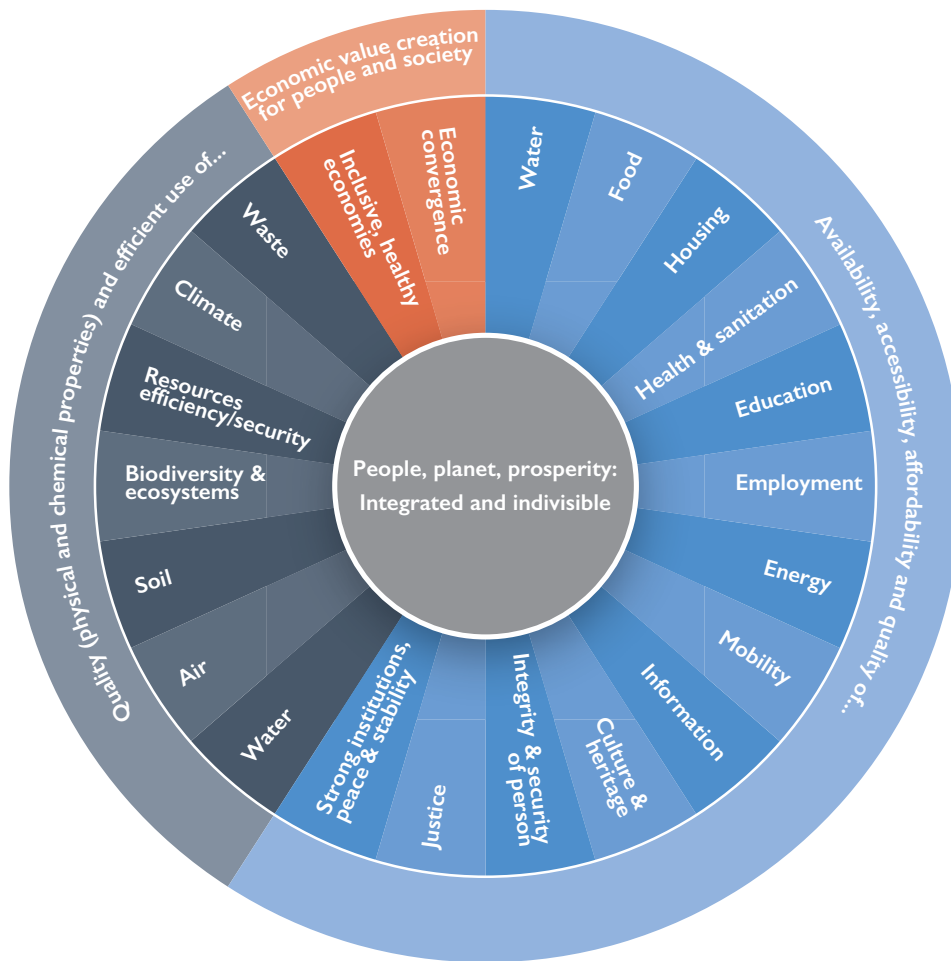 Economic value creation
for people and society
Availability, accessibility, affordability and quality of...
Quality (physical and chemical properties) and efficient use of...
Water
Food
Housing
Health & sanitation
Education
Employment
Energy
Mobility
Information
Culture &
heritage
Integrity & security
of person
Justice
Strong institutions,
peace & stability
Water
Air
Soil
Biodiversity &
ecosystems
Resources
efficiency/security
Climate
Waste
Inclusive, healthy
economies
Economic
convergence
People, planet, prosperity:
Integrated and indivisible